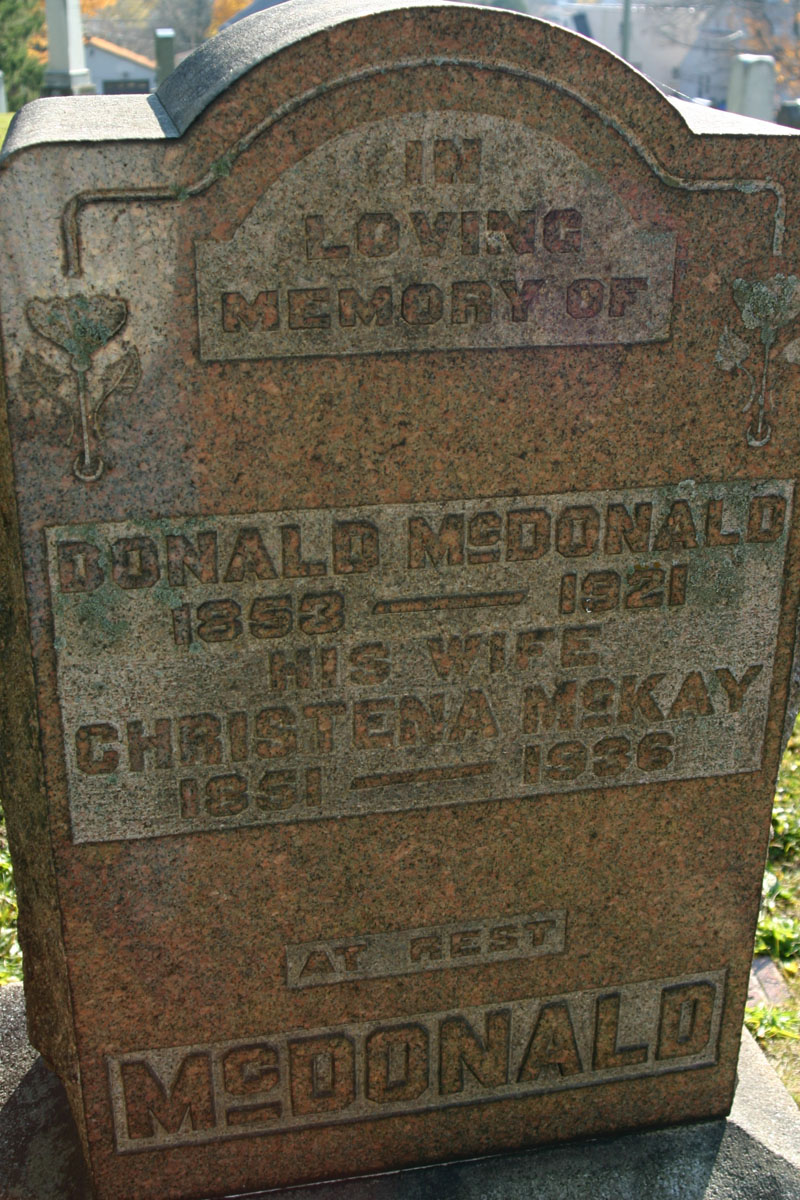 IN
LOVING
MEMORY OF
DONALD McDONALD
1853 — 1921
HIS WIFE
CHRISTENA McKAY
1851 — 1936
AT REST
McDONALD